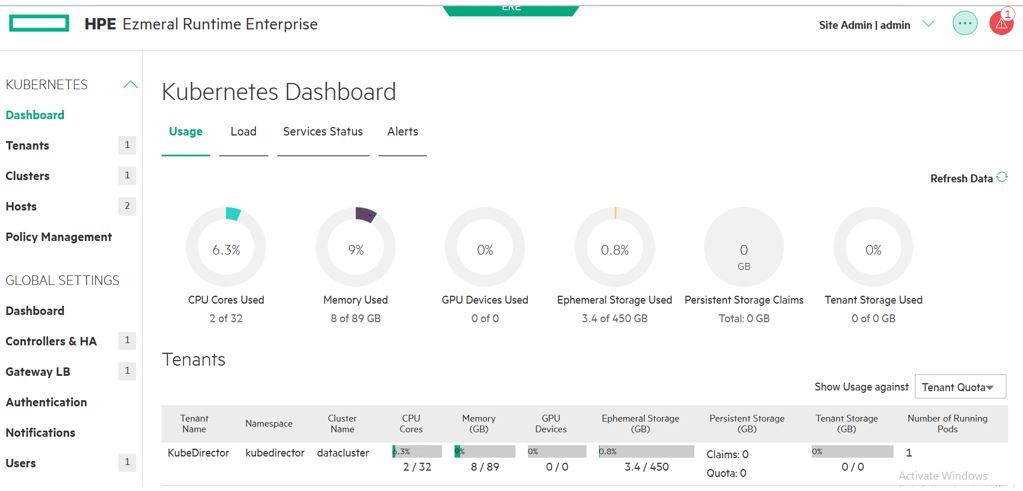 ERE
HPE Ezmeral Runtime Enterprise
Site Admin | admin
1
KUBERNETES
Dashboard
Tenants 1
Clusters 1
Hosts 2
Policy Management
GLOBAL SETTINGS
Dashboard
Controllers & HA 1
Gateway LB 1
Authentication
Notifications
Users 1
Kubernetes Dashboard
Usage Load Services Status Alerts
Refresh Data
6.3% 9% 0% 0.8% 0 0%
GB
CPU Cores Used Memory Used GPU Devices Used Ephemeral Storage Used Persistent Storage Claims Tenant Storage Used
2 of 32 8 of 89 GB 0 of 0 3.4 of 450 GB Total: 0 GB 0 of 0 GB
Tenants
Show Usage against Tenant Quota
Tenant Name Namespace Cluster Name CPU Cores Memory (GB) GPU Devices Ephemeral Storage (GB) Persistent Storage (GB) Tenant Storage (GB) Number of Running Pods
KubeDirector kubedirector datacluster 6.3% 9% 0% 0.8% Claims: 0 0% 1
2 / 32 8 / 89 0 / 0 3.4 / 450 Quota: 0 0 / 0
Activate Windows